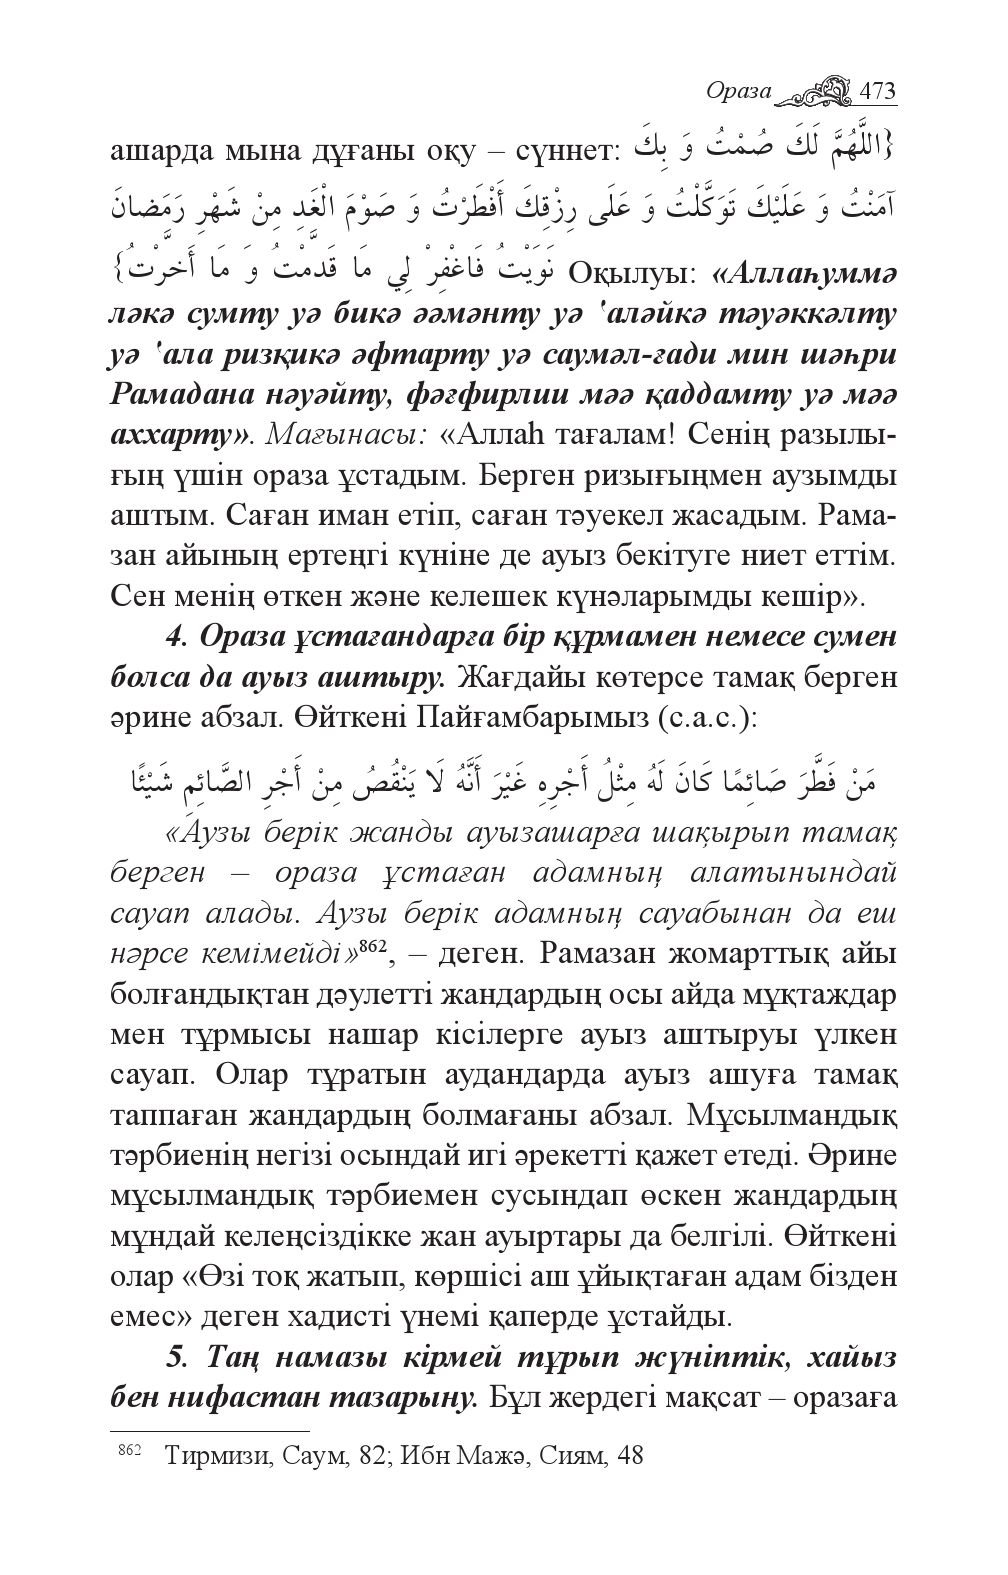 Ораза 473
ашарда мына дұғаны оқу – сүннет: {اللَّهُمَّ لَكَ صُمْتُ وَ بِكَ
آمَنْتُ وَ عَلَيْكَ تَوَكَّلْتُ وَ عَلَى رِزْقِكَ أَفْطَرْتُ وَ صَوْمَ الْغَدِ مِنْ شَهْرِ رَمَضانَ
نَوَيْتُ فَاغْفِرْ لِي مَا قَدَّمْتُ وَ مَا أَخَّرْتُ} Оқылуы: «Аллаһуммә
ләкә сумту уә бикә әәмәнту уә ‛аләйкә тәуәккәлту
уә ‛ала ризқикә әфтарту уә саумәл-ғади мин шәһри
Рамадана нәуәйту, фәғфирлии мәә қаддамту уә мәә
аххарту». Мағынасы: «Аллаһ тағалам! Сенің разылы-
ғың үшін ораза ұстадым. Берген ризығыңмен аузымды
аштым. Саған иман етіп, саған тәуекел жасадым. Рама-
зан айының ертеңгі күніне де ауыз бекітуге ниет еттім.
Сен менің өткен және келешек күнәларымды кешір».
4. Ораза ұстағандарға бір құрмамен немесе сумен
болса да ауыз аштыру. Жағдайы көтерсе тамақ берген
әрине абзал. Өйткені Пайғамбарымыз (с.а.с.):
مَنْ فَطَّرَ صَائِمًا كَانَ لَهُ مِثْلُ أَجْرِهِ غَيْرَ أَنَّهُ لَا يَنْقُصُ مِنْ أَجْرِ الصَّائِمِ شَيْئًا
«Аузы берік жанды ауызашарға шақырып тамақ
берген – ораза ұстаған адамның алатынындай
сауап алады. Аузы берік адамның сауабынан да еш
нәрсе кемімейді»862, – деген. Рамазан жомарттық айы
болғандықтан дәулетті жандардың осы айда мұқтаждар
мен тұрмысы нашар кісілерге ауыз аштыруы үлкен
сауап. Олар тұратын аудандарда ауыз ашуға тамақ
таппаған жандардың болмағаны абзал. Мұсылмандық
тәрбиенің негізі осындай игі әрекетті қажет етеді. Әрине
мұсылмандық тәрбиемен сусындап өскен жандардың
мұндай келеңсіздікке жан ауыртары да белгілі. Өйткені
олар «Өзі тоқ жатып, көршісі аш ұйықтаған адам бізден
емес» деген хадисті үнемі қаперде ұстайды.
5. Таң намазы кірмей тұрып жүніптік, хайыз
бен нифастан тазарыну. Бұл жердегі мақсат – оразаға
862 Тирмизи, Саум, 82; Ибн Мажә, Сиям, 48